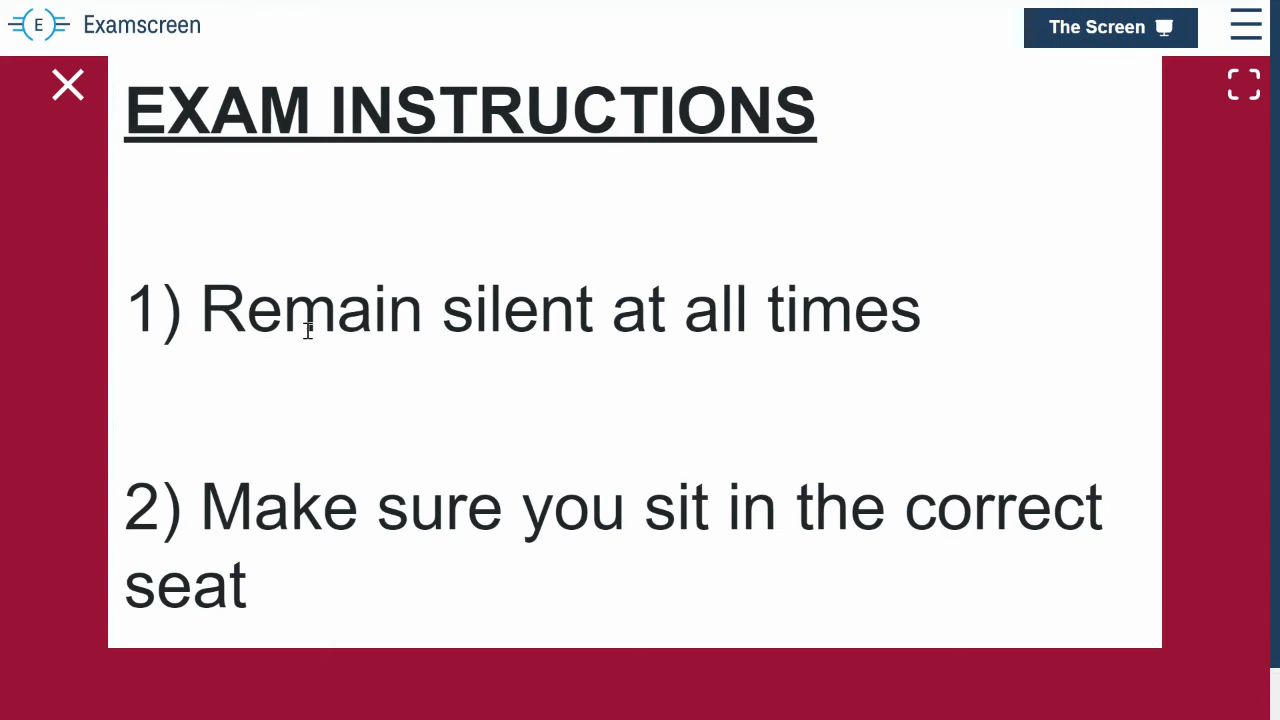 E Examscreen
The Screen
EXAM INSTRUCTIONS
1) Remain silent at all times
2) Make sure you sit in the correct
seat